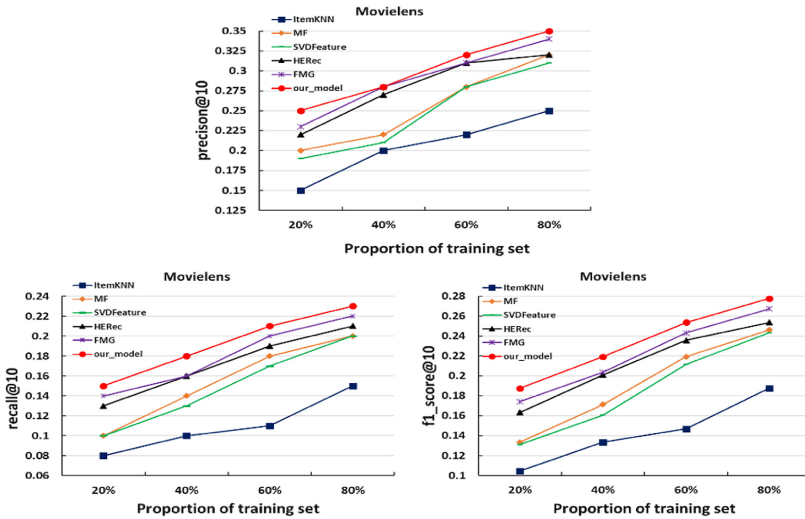 Movielens
ItemKNN
MF
SVDFeature
HERec
FMG
our_model
precison@10
0.35
0.325
0.3
0.275
0.25
0.225
0.2
0.175
0.15
0.125
20% 40% 60% 80%
Proportion of training set
Movielens
ItemKNN
MF
SVDFeature
HERec
FMG
our_model
recall@10
0.24
0.22
0.2
0.18
0.16
0.14
0.12
0.1
0.08
0.06
20% 40% 60% 80%
Proportion of training set
Movielens
ItemKNN
MF
SVDFeature
HERec
FMG
our_model
f1_score@10
0.28
0.26
0.24
0.22
0.2
0.18
0.16
0.14
0.12
0.1
20% 40% 60% 80%
Proportion of training set